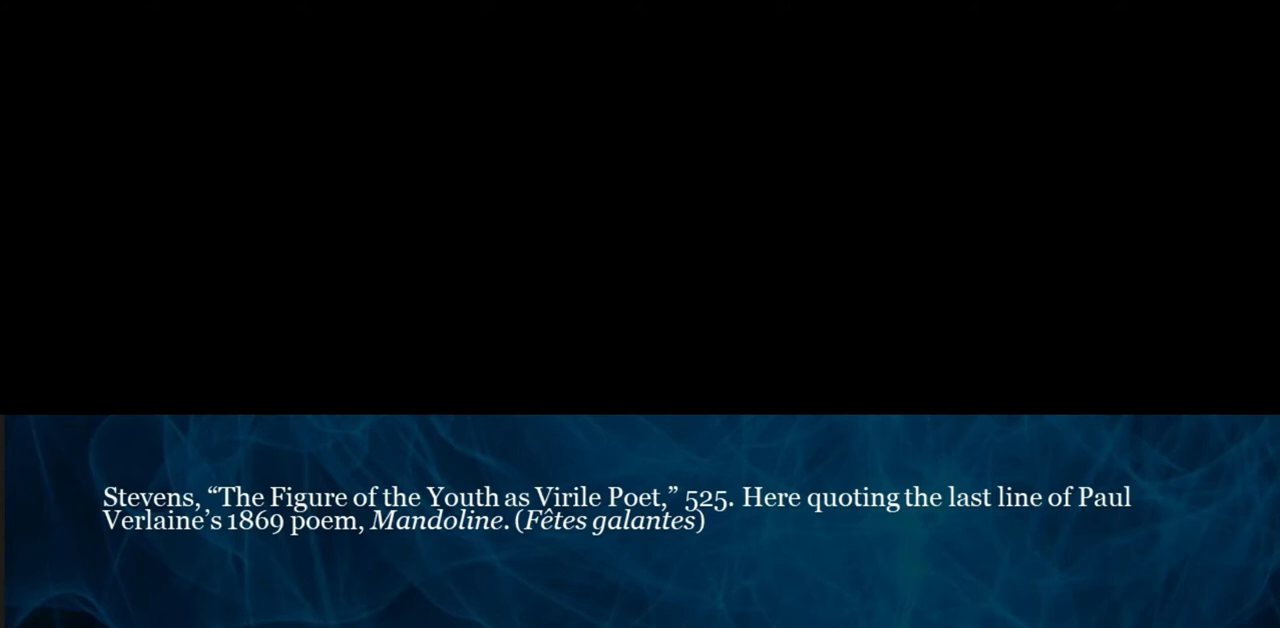 Stevens, “The Figure of the Youth as Virile Poet,” 525. Here quoting the last line of Paul
Verlaine’s 1869 poem, Mandoline. (Fêtes galantes)